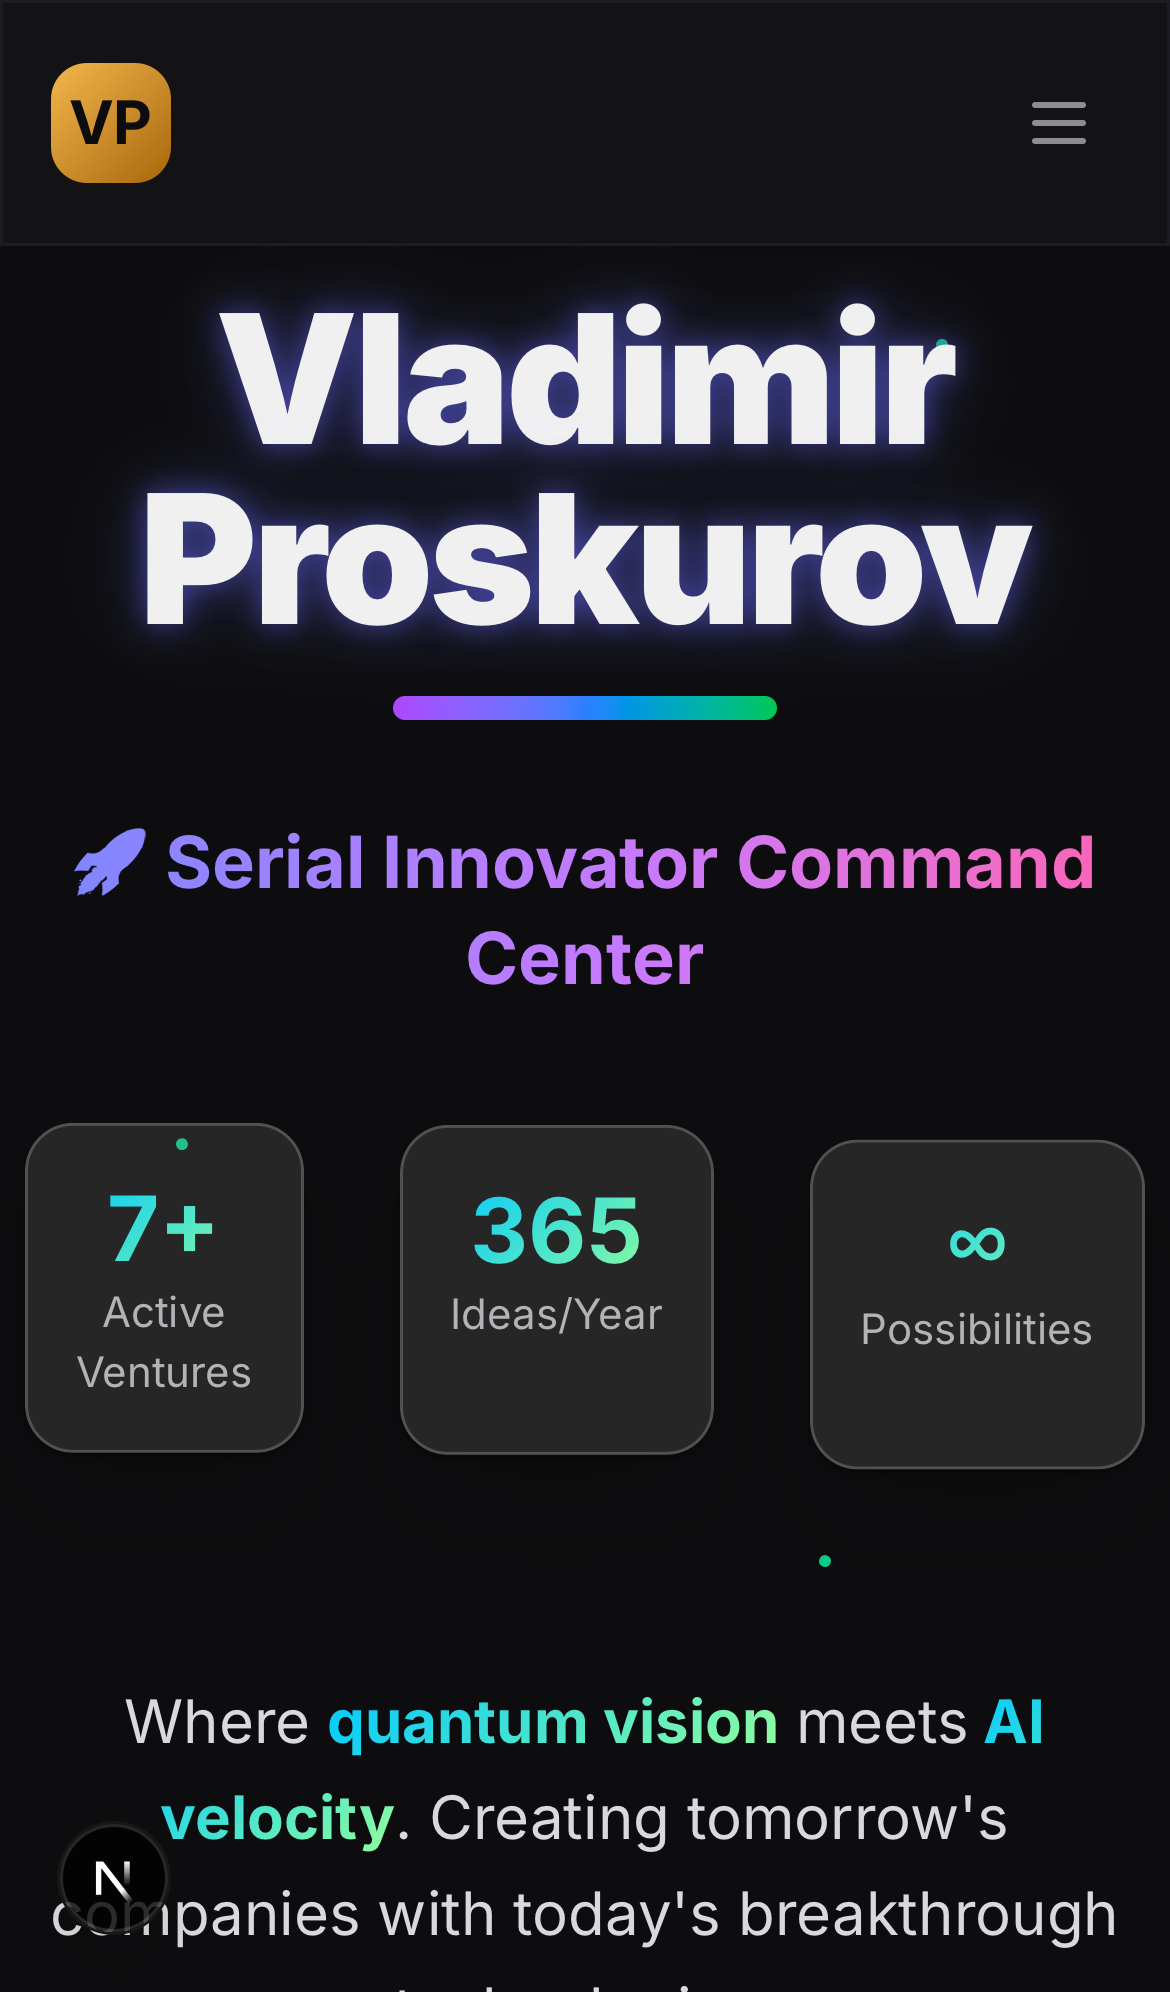 VP
Vladimir
Proskurov
🚀 Serial Innovator Command
Center
7+
Active
Ventures
365
Ideas/Year
∞
Possibilities
Where quantum vision meets AI
velocity. Creating tomorrow's
N
companies with today's breakthrough